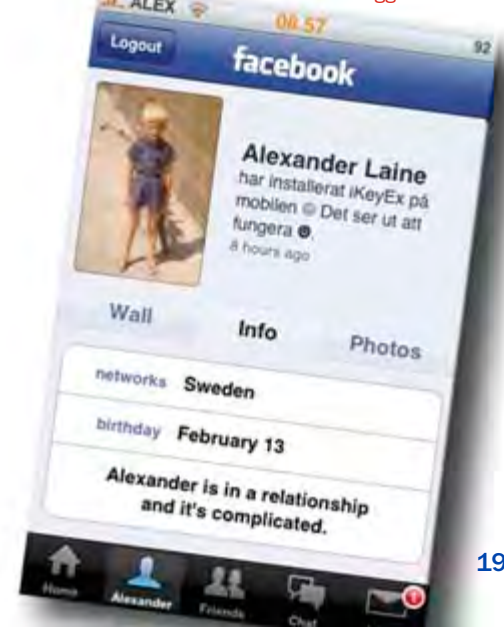 ALEX 08.57 92
Logout facebook
Alexander Laine
har installerat iKeyEx på
mobilen ☺ Det ser ut att
fungera ☻.
8 hours ago
Wall Info Photos
networks Sweden
birthday February 13
Alexander is in a relationship
and it's complicated.
Home Alexander Friends Chat 1
19